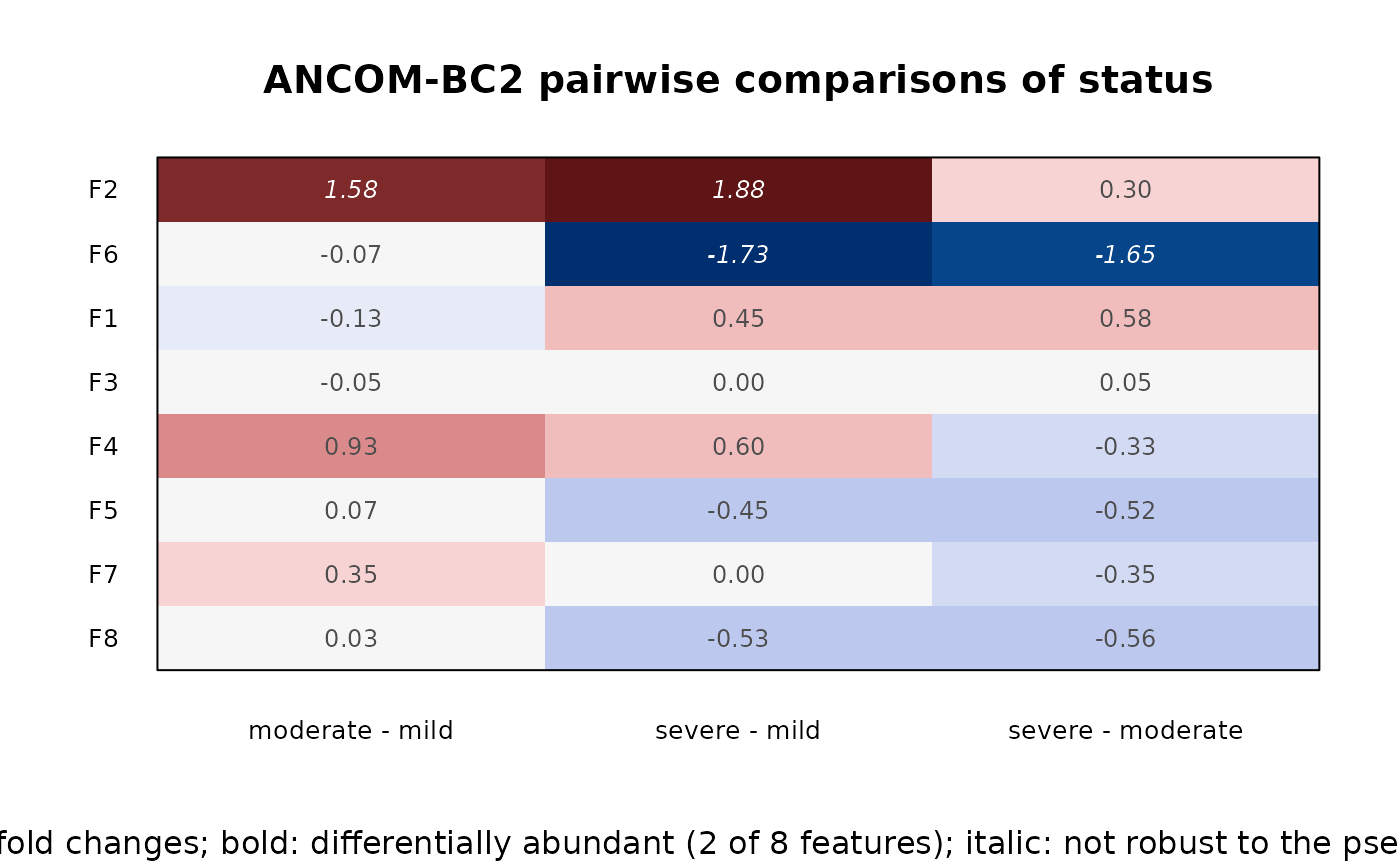 ANCOM-BC2 pairwise comparisons of status
F2 1.58 1.88 0.30
F6 -0.07 -1.73 -1.65
F1 -0.13 0.45 0.58
F3 -0.05 0.00 0.05
F4 0.93 0.60 -0.33
F5 0.07 -0.45 -0.52
F7 0.35 0.00 -0.35
F8 0.03 -0.53 -0.56
moderate - mild severe - mild severe - moderate
fold changes; bold: differentially abundant (2 of 8 features); italic: not robust to the pse